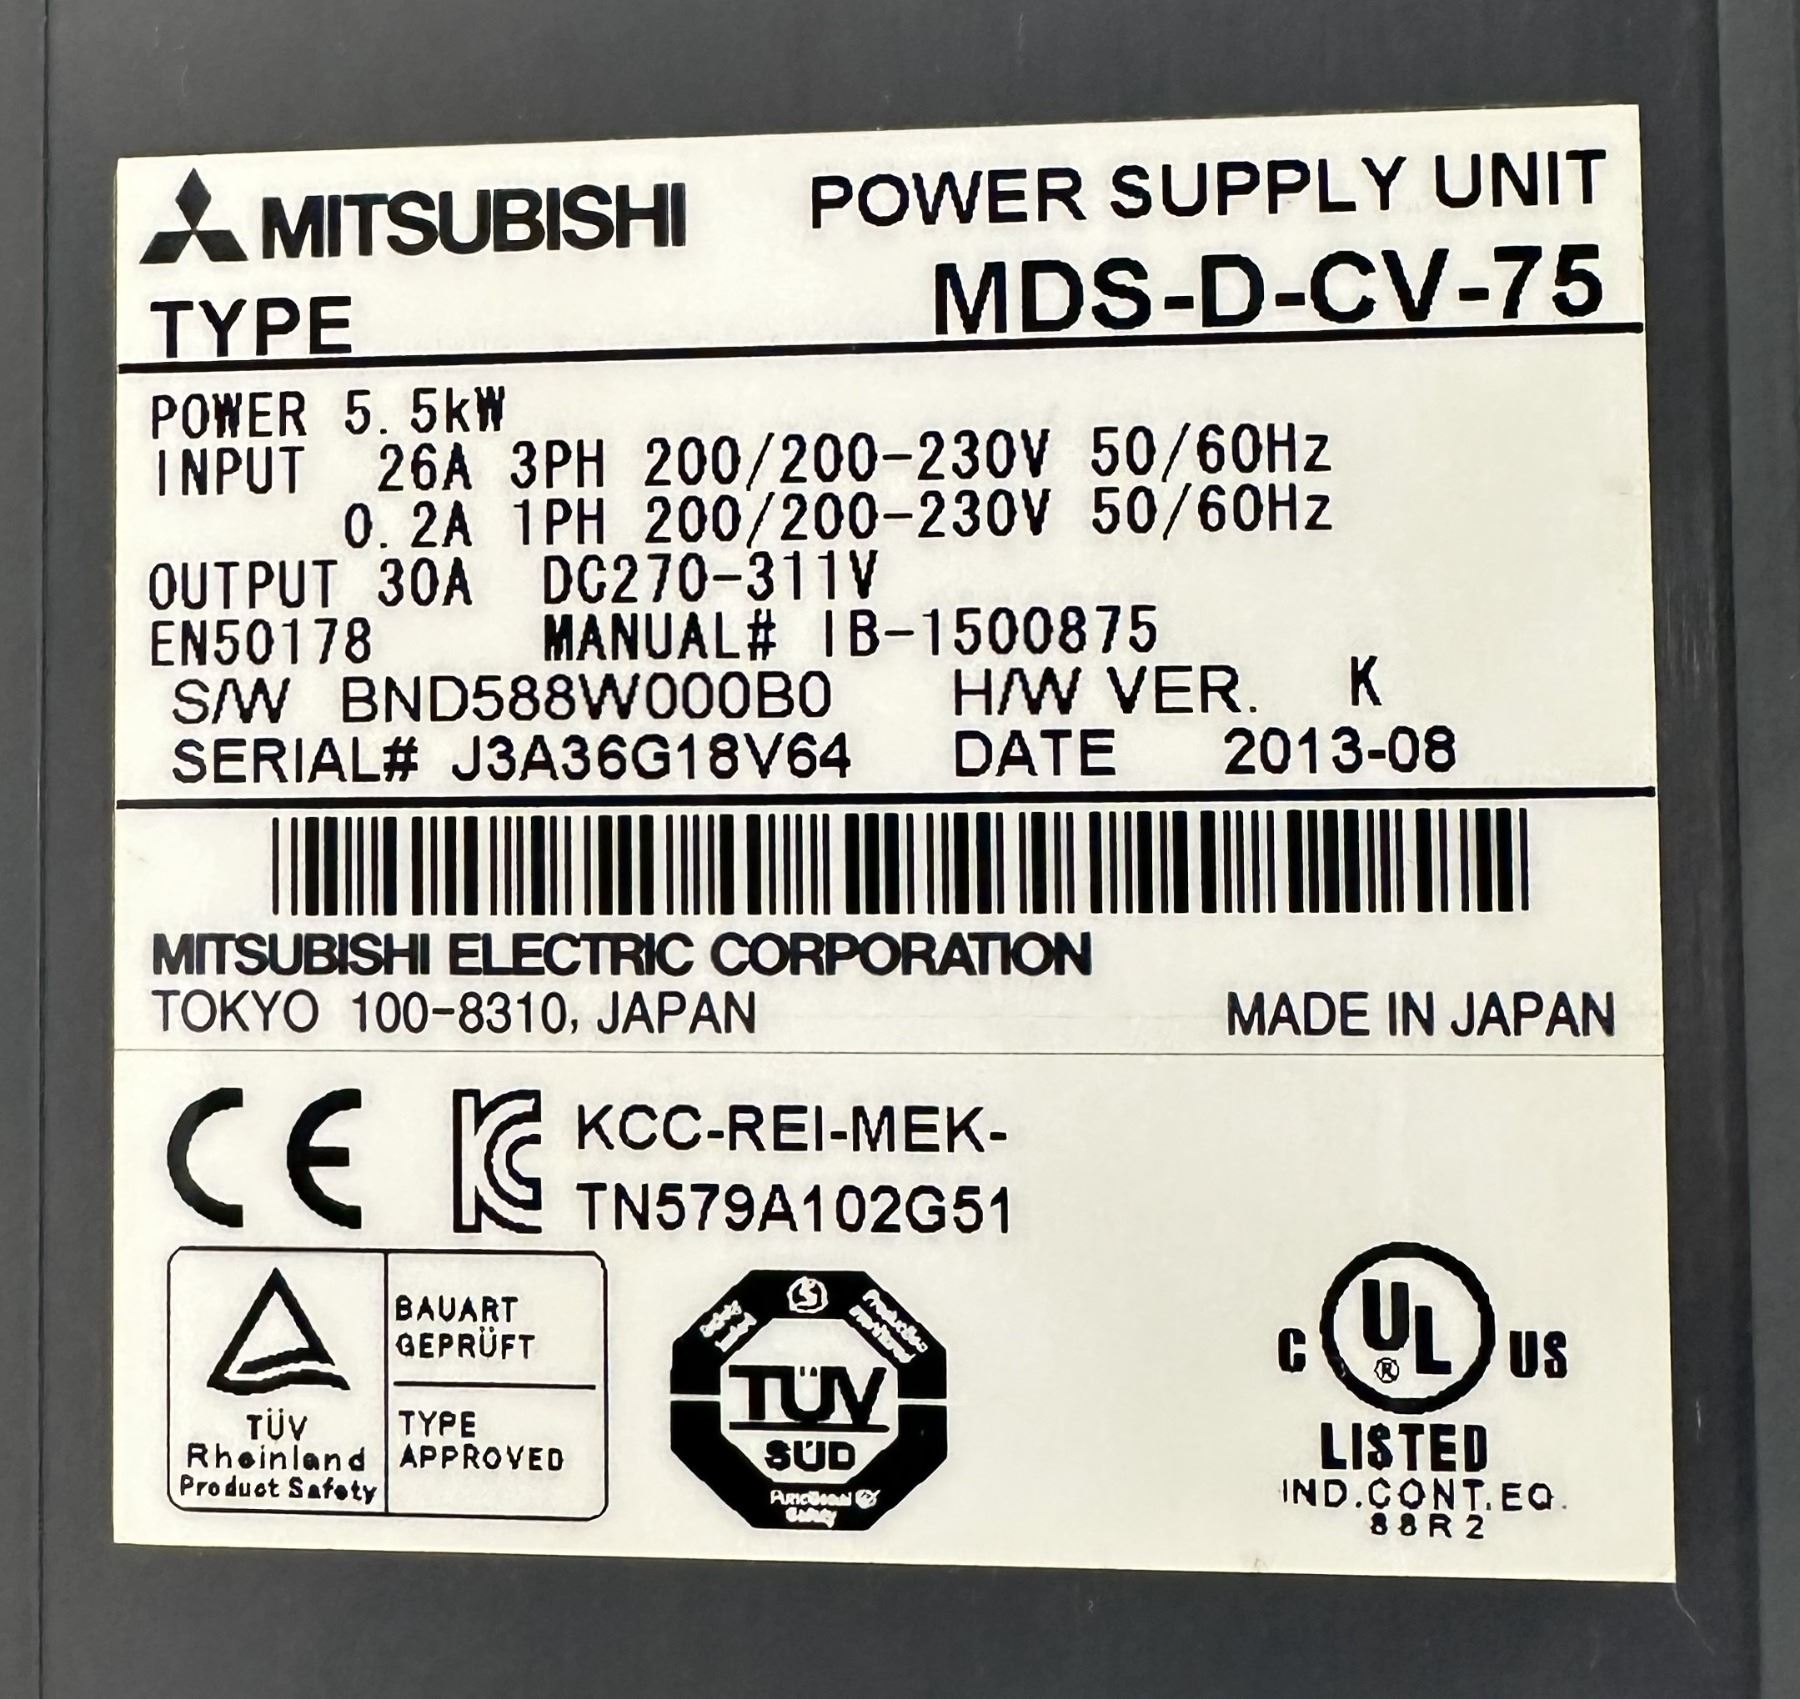 MITSUBISHI POWER SUPPLY UNIT
TYPE MDS-D-CV-75
POWER 5.5kW
INPUT 26A 3PH 200/200-230V 50/60Hz
0.2A 1PH 200/200-230V 50/60Hz
OUTPUT 30A DC270-311V
EN50178 MANUAL# IB-1500875
S/W BND588W000B0 H/W VER. K
SERIAL# J3A36G18V64 DATE 2013-08
MITSUBISHI ELECTRIC CORPORATION
TOKYO 100-8310, JAPAN MADE IN JAPAN
CE KC KCC-REI-MEK-
TN579A102G51
BAUART
GEPRÜFT
TÜV
Rheinland
Product Safety
TYPE
APPROVED
TÜV
SÜD
Functional
Safety
C UL ® US
LISTED
IND.CONT.EQ.
88R2